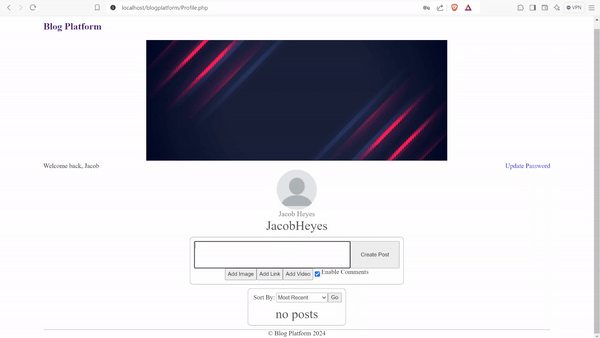 localhost/blogplatform/Profile.php
VPN
Blog Platform
Welcome back, Jacob
Update Password
Jacob Heyes
JacobHeyes
Create Post
Add Image Add Link Add Video Enable Comments
Sort By: Most Recent Go
no posts
© Blog Platform 2024